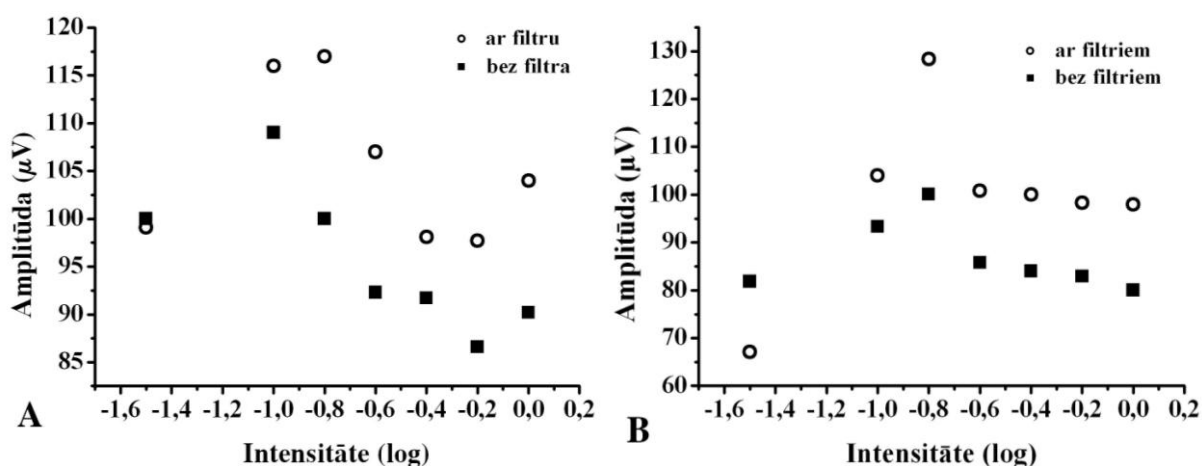 120
115
110
105
100
95
90
85
Amplitūda (μV)
ar filtru
bez filtra
-1,6 -1,4 -1,2 -1,0 -0,8 -0,6 -0,4 -0,2 0,0 0,2
Intensitāte (log)
A
130
120
110
100
90
80
70
60
Amplitūda (μV)
ar filtriem
bez filtriem
-1,6 -1,4 -1,2 -1,0 -0,8 -0,6 -0,4 -0,2 0,0 0,2
Intensitāte (log)
B